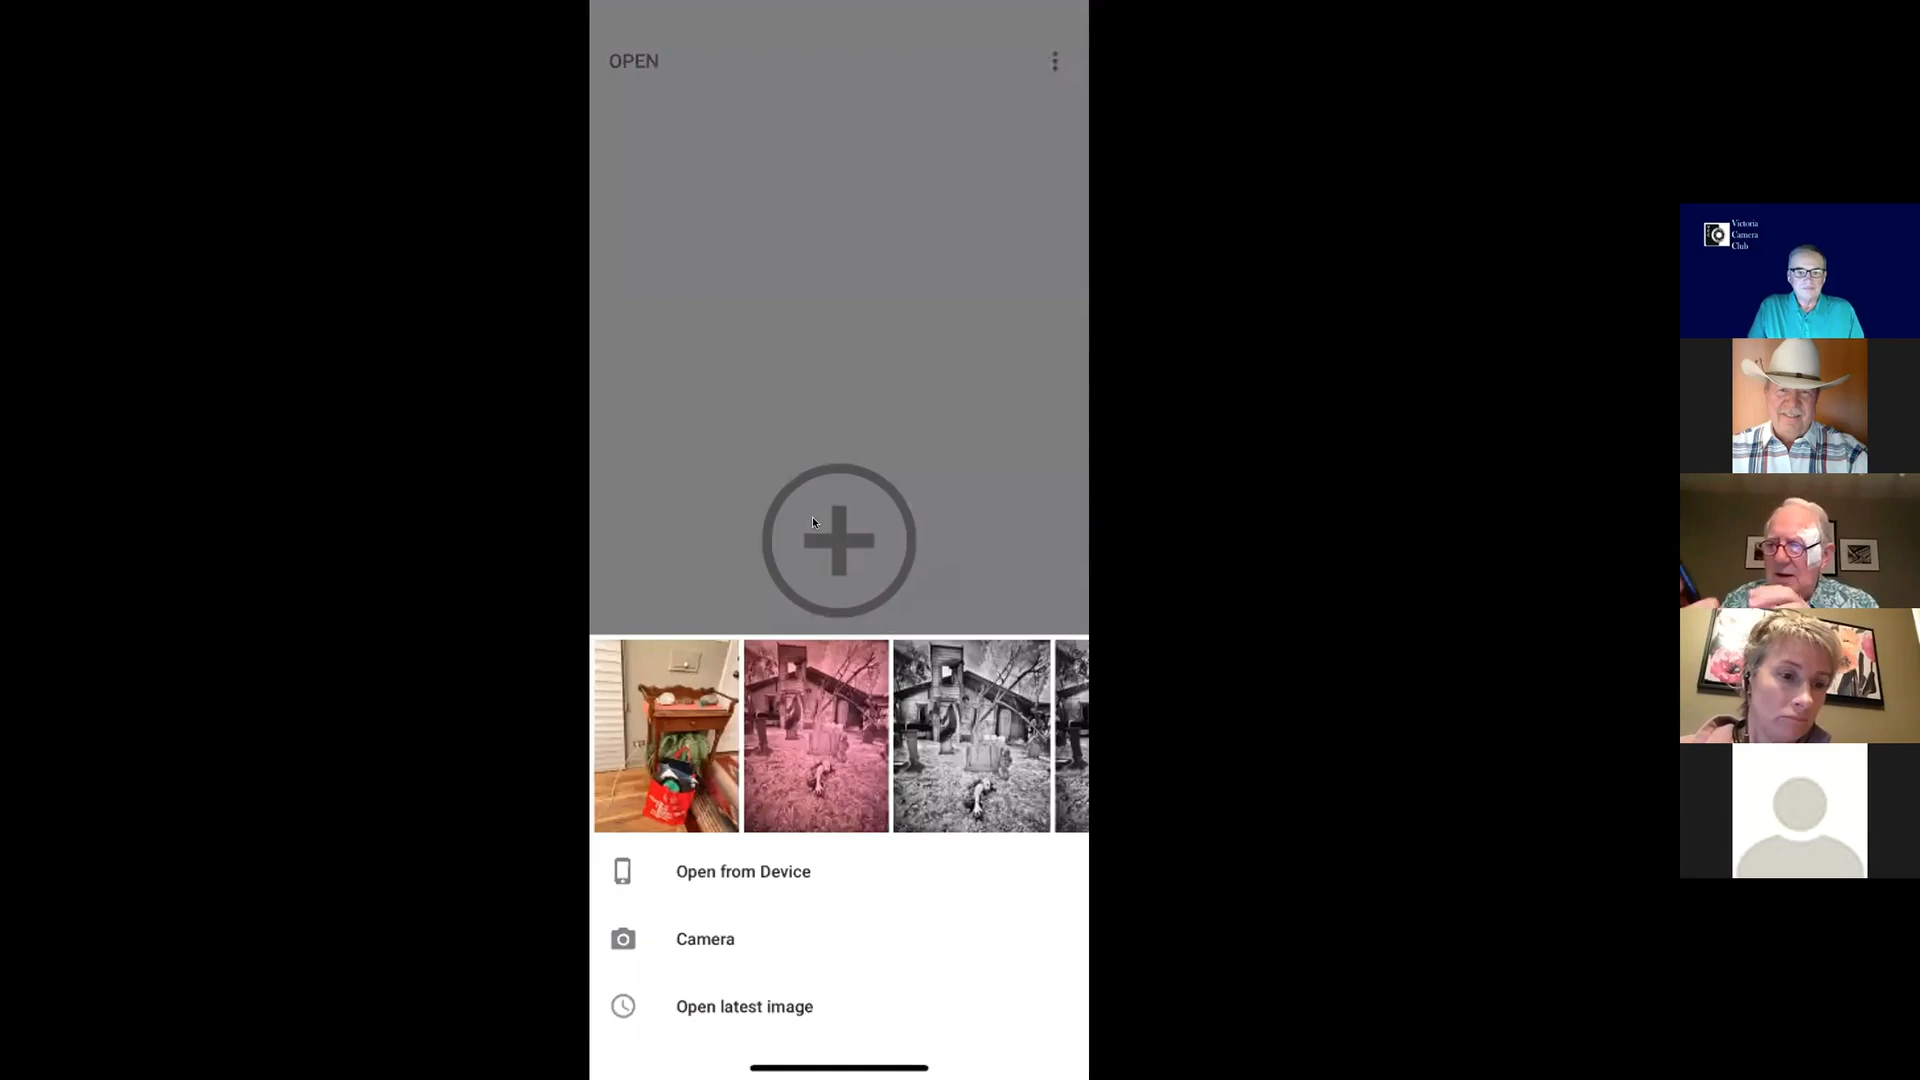 OPEN
Victoria
Camera
Club
Open from Device
Camera
Open latest image